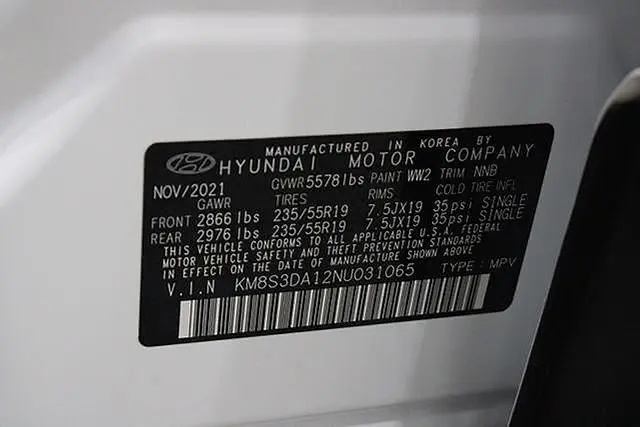 MANUFACTURED IN KOREA BY
HYUNDAI MOTOR COMPANY
NOV/2021 GVWR 5578lbs PAINT WW2 TRIM NNB
GAWR TIRES RIMS COLD TIRE INFL
FRONT 2866 lbs 235/55R19 7.5JX19 35psi SINGLE
REAR 2976 lbs 235/55R19 7.5JX19 35psi SINGLE
THIS VEHICLE CONFORMS TO ALL APPLICABLE U.S.A. FEDERAL
MOTOR VEHICLE SAFETY AND THEFT PREVENTION STANDARDS
IN EFFECT ON THE DATE OF MANUFACTURE SHOWN ABOVE.
V.I.N KM8S3DA12NU031065 TYPE : MPV